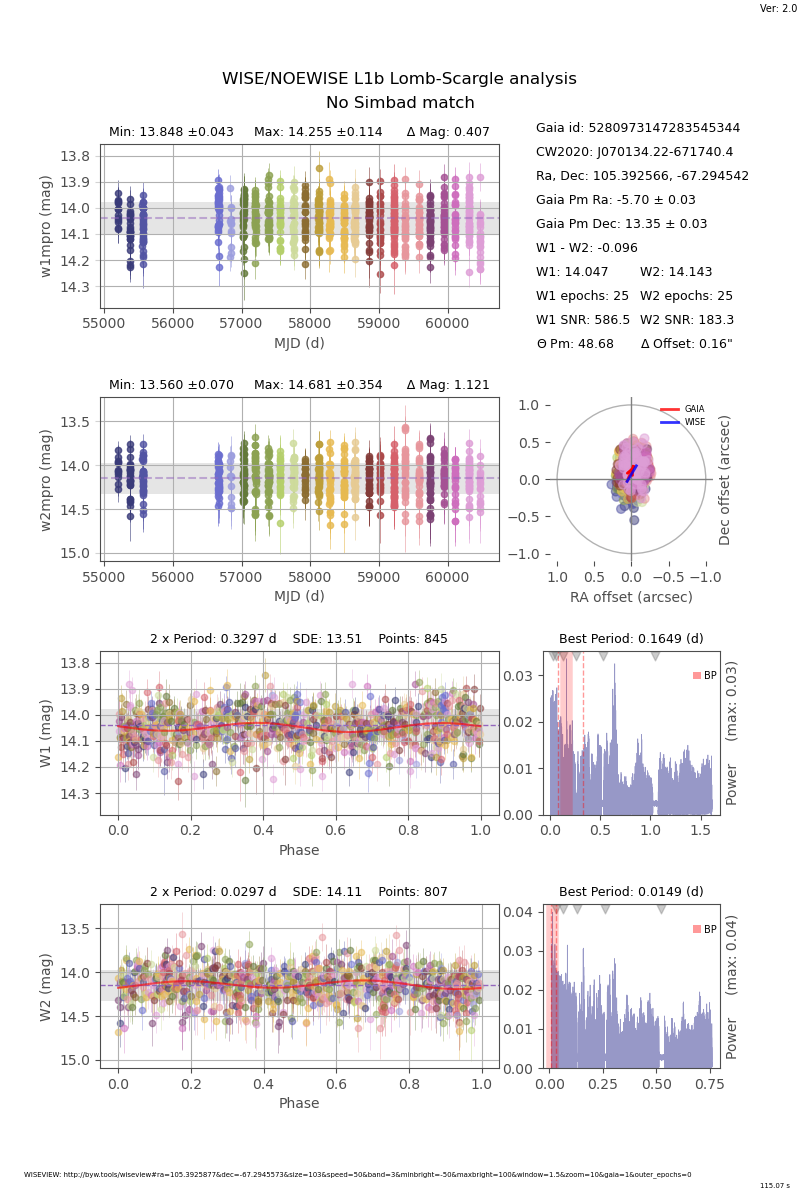 Ver: 2.0
WISE/NOEWISE L1b Lomb-Scargle analysis
No Simbad match
Min: 13.848 ±0.043 Max: 14.255 ±0.114 Δ Mag: 0.407
13.8
13.9
14.0
14.1
14.2
14.3
w1mpro (mag)
55000 56000 57000 58000 59000 60000
MJD (d)
Gaia id: 5280973147283545344
CW2020: J070134.22-671740.4
Ra, Dec: 105.392566, -67.294542
Gaia Pm Ra: -5.70 ± 0.03
Gaia Pm Dec: 13.35 ± 0.03
W1 - W2: -0.096
W1: 14.047 W2: 14.143
W1 epochs: 25 W2 epochs: 25
W1 SNR: 586.5 W2 SNR: 183.3
Θ Pm: 48.68 Δ Offset: 0.16"
Min: 13.560 ±0.070 Max: 14.681 ±0.354 Δ Mag: 1.121
13.5
14.0
14.5
15.0
w2mpro (mag)
55000 56000 57000 58000 59000 60000
MJD (d)
1.0
0.5
0.0
−0.5
−1.0
GAIA
WISE
Dec offset (arcsec)
1.0 0.5 0.0 −0.5 −1.0
RA offset (arcsec)
2 x Period: 0.3297 d SDE: 13.51 Points: 845
13.8
13.9
14.0
14.1
14.2
14.3
W1 (mag)
0.0 0.2 0.4 0.6 0.8 1.0
Phase
Best Period: 0.1649 (d)
0.03
0.02
0.01
0.00
BP
Power (max: 0.03)
0.0 0.5 1.0 1.5
2 x Period: 0.0297 d SDE: 14.11 Points: 807
13.5
14.0
14.5
15.0
W2 (mag)
0.0 0.2 0.4 0.6 0.8 1.0
Phase
Best Period: 0.0149 (d)
0.04
0.03
0.02
0.01
0.00
BP
Power (max: 0.04)
0.00 0.25 0.50 0.75
WISEVIEW: http://byw.tools/wiseview#ra=105.3925877&dec=-67.2945573&size=103&speed=50&band=3&minbright=-50&maxbright=100&window=1.5&zoom=10&gaia=1&outer_epochs=0
115.07 s